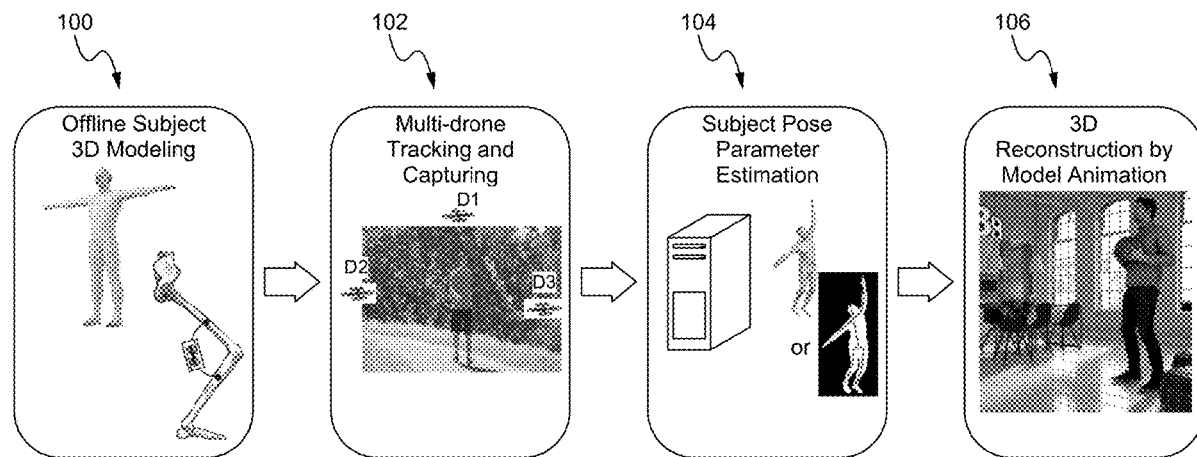 100
102
104
106
Offline Subject
3D Modeling
Multi-drone
Tracking and
Capturing
D1
D2
D3
Subject Pose
Parameter
Estimation
or
3D
Reconstruction by
Model Animation